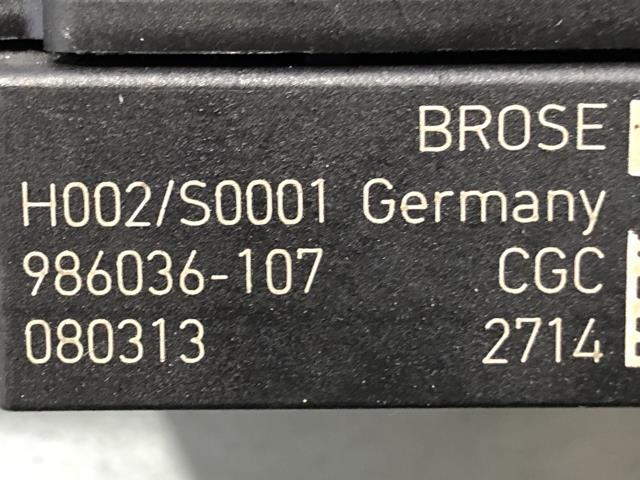 BROSE
H002/S0001 Germany
986036-107 CGC
080313 2714